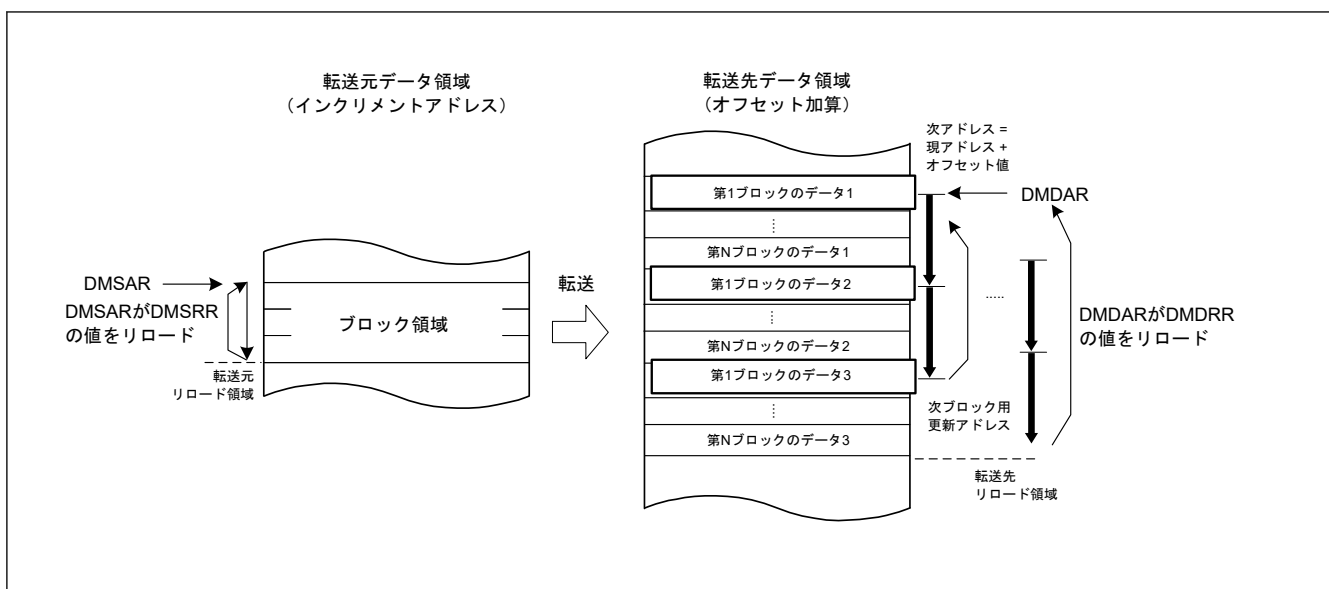 転送元データ領域
（インクリメントアドレス）
DMSAR
DMSARがDMSRR
の値をリロード
ブロック領域
転送元
リロード領域
転送
転送先データ領域
（オフセット加算）
第1ブロックのデータ1
⋮
第Nブロックのデータ1
第1ブロックのデータ2
⋮
第Nブロックのデータ2
第1ブロックのデータ3
⋮
第Nブロックのデータ3
次アドレス =
現アドレス +
オフセット値
DMDAR
.....
DMDARがDMDRR
の値をリロード
次ブロック用
更新アドレス
転送先
リロード領域